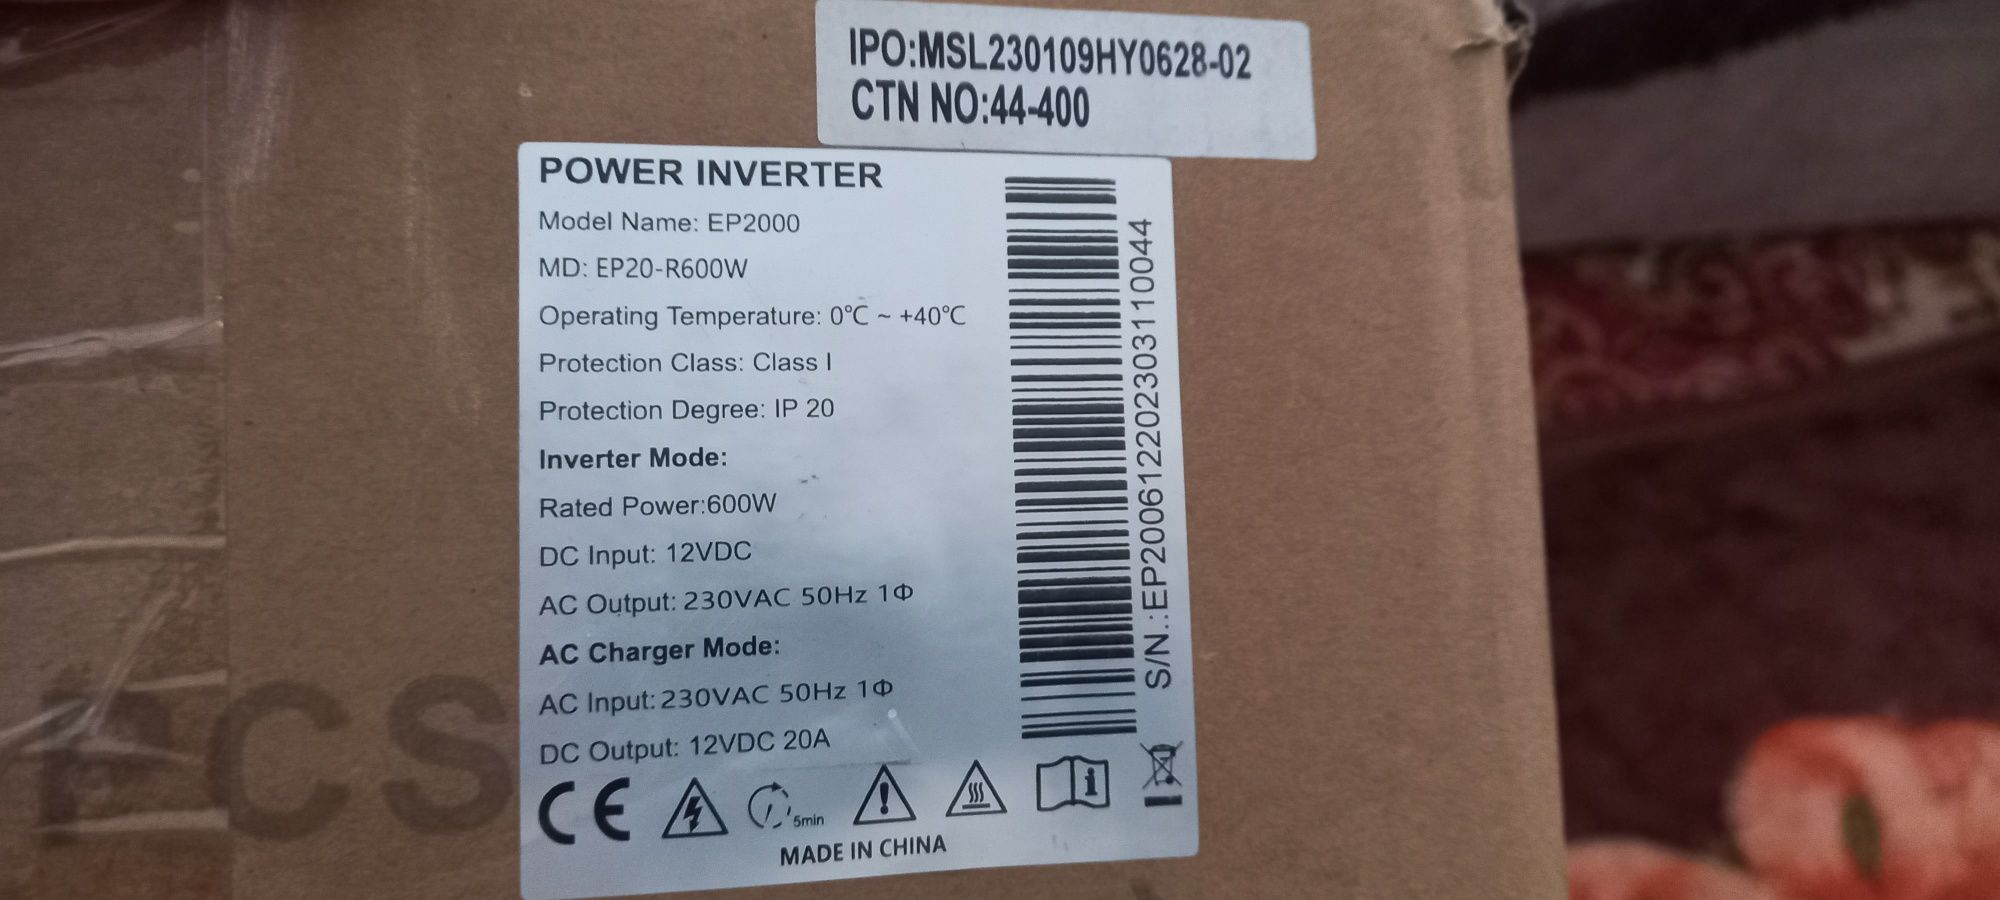 IPO:MSL230109HY0628-02
CTN NO:44-400
POWER INVERTER
Model Name: EP2000
MD: EP20-R600W
Operating Temperature: 0℃ ~ +40℃
Protection Class: Class I
Protection Degree: IP 20
Inverter Mode:
Rated Power:600W
DC Input: 12VDC
AC Output: 230VAC 50Hz 1Φ
AC Charger Mode:
AC Input: 230VAC 50Hz 1Φ
DC Output: 12VDC 20A
S/N.:EP200612202303110044
CE
5min
MADE IN CHINA
PCS